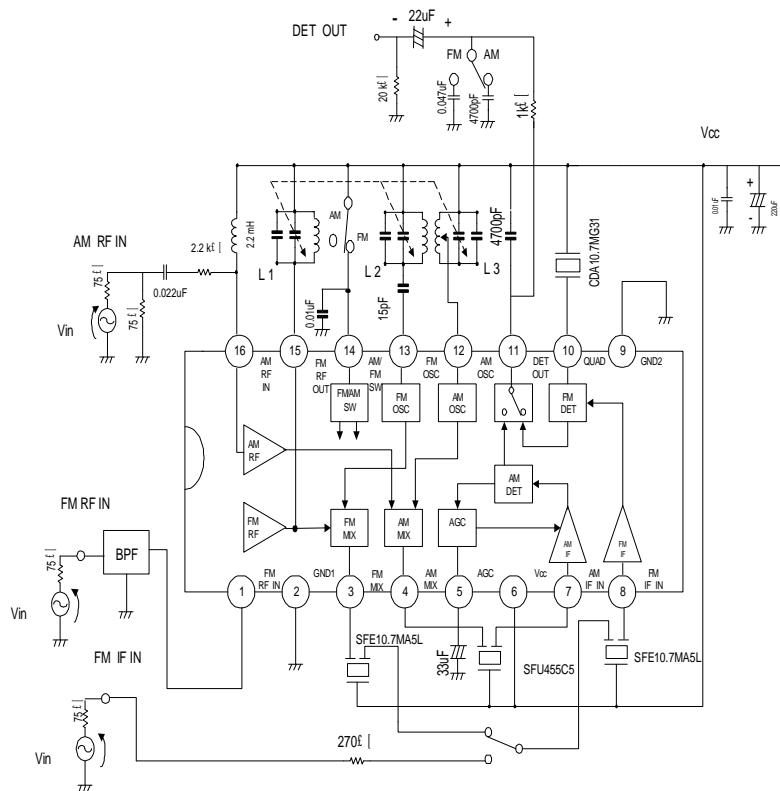 DET OUT
-
22uF
+
FM
AM
20 k£ [
0.047uF
4700pF
1k£ [
Vcc
AM RF IN
75 £ [
Vin
75 £ [
0.022uF
2.2 k£ [
2.2 mH
L 1
AM
FM
0.01uF
L 2
15pF
L 3
4700pF
CDA10.7MG31
0.01uF
+
-
220uF
16
15
14
13
12
11
10
9
AM RF IN
FM RF OUT
AM/FM SW
FM OSC
AM OSC
DET OUT
QUAD
GND2
FM/AM SW
FM OSC
AM OSC
FM DET
AM RF
AM DET
FM RF
FM MIX
AM MIX
AGC
AM IF
FM IF
FM RF IN
75 £ [
Vin
BPF
1
2
3
4
5
6
7
8
FM RF IN
GND1
FM MIX
AM MIX
AGC
Vcc
AM IF IN
FM IF IN
SFE10.7MA5L
33uF
SFU455C5
SFE10.7MA5L
FM IF IN
75 £ [
Vin
270£ [